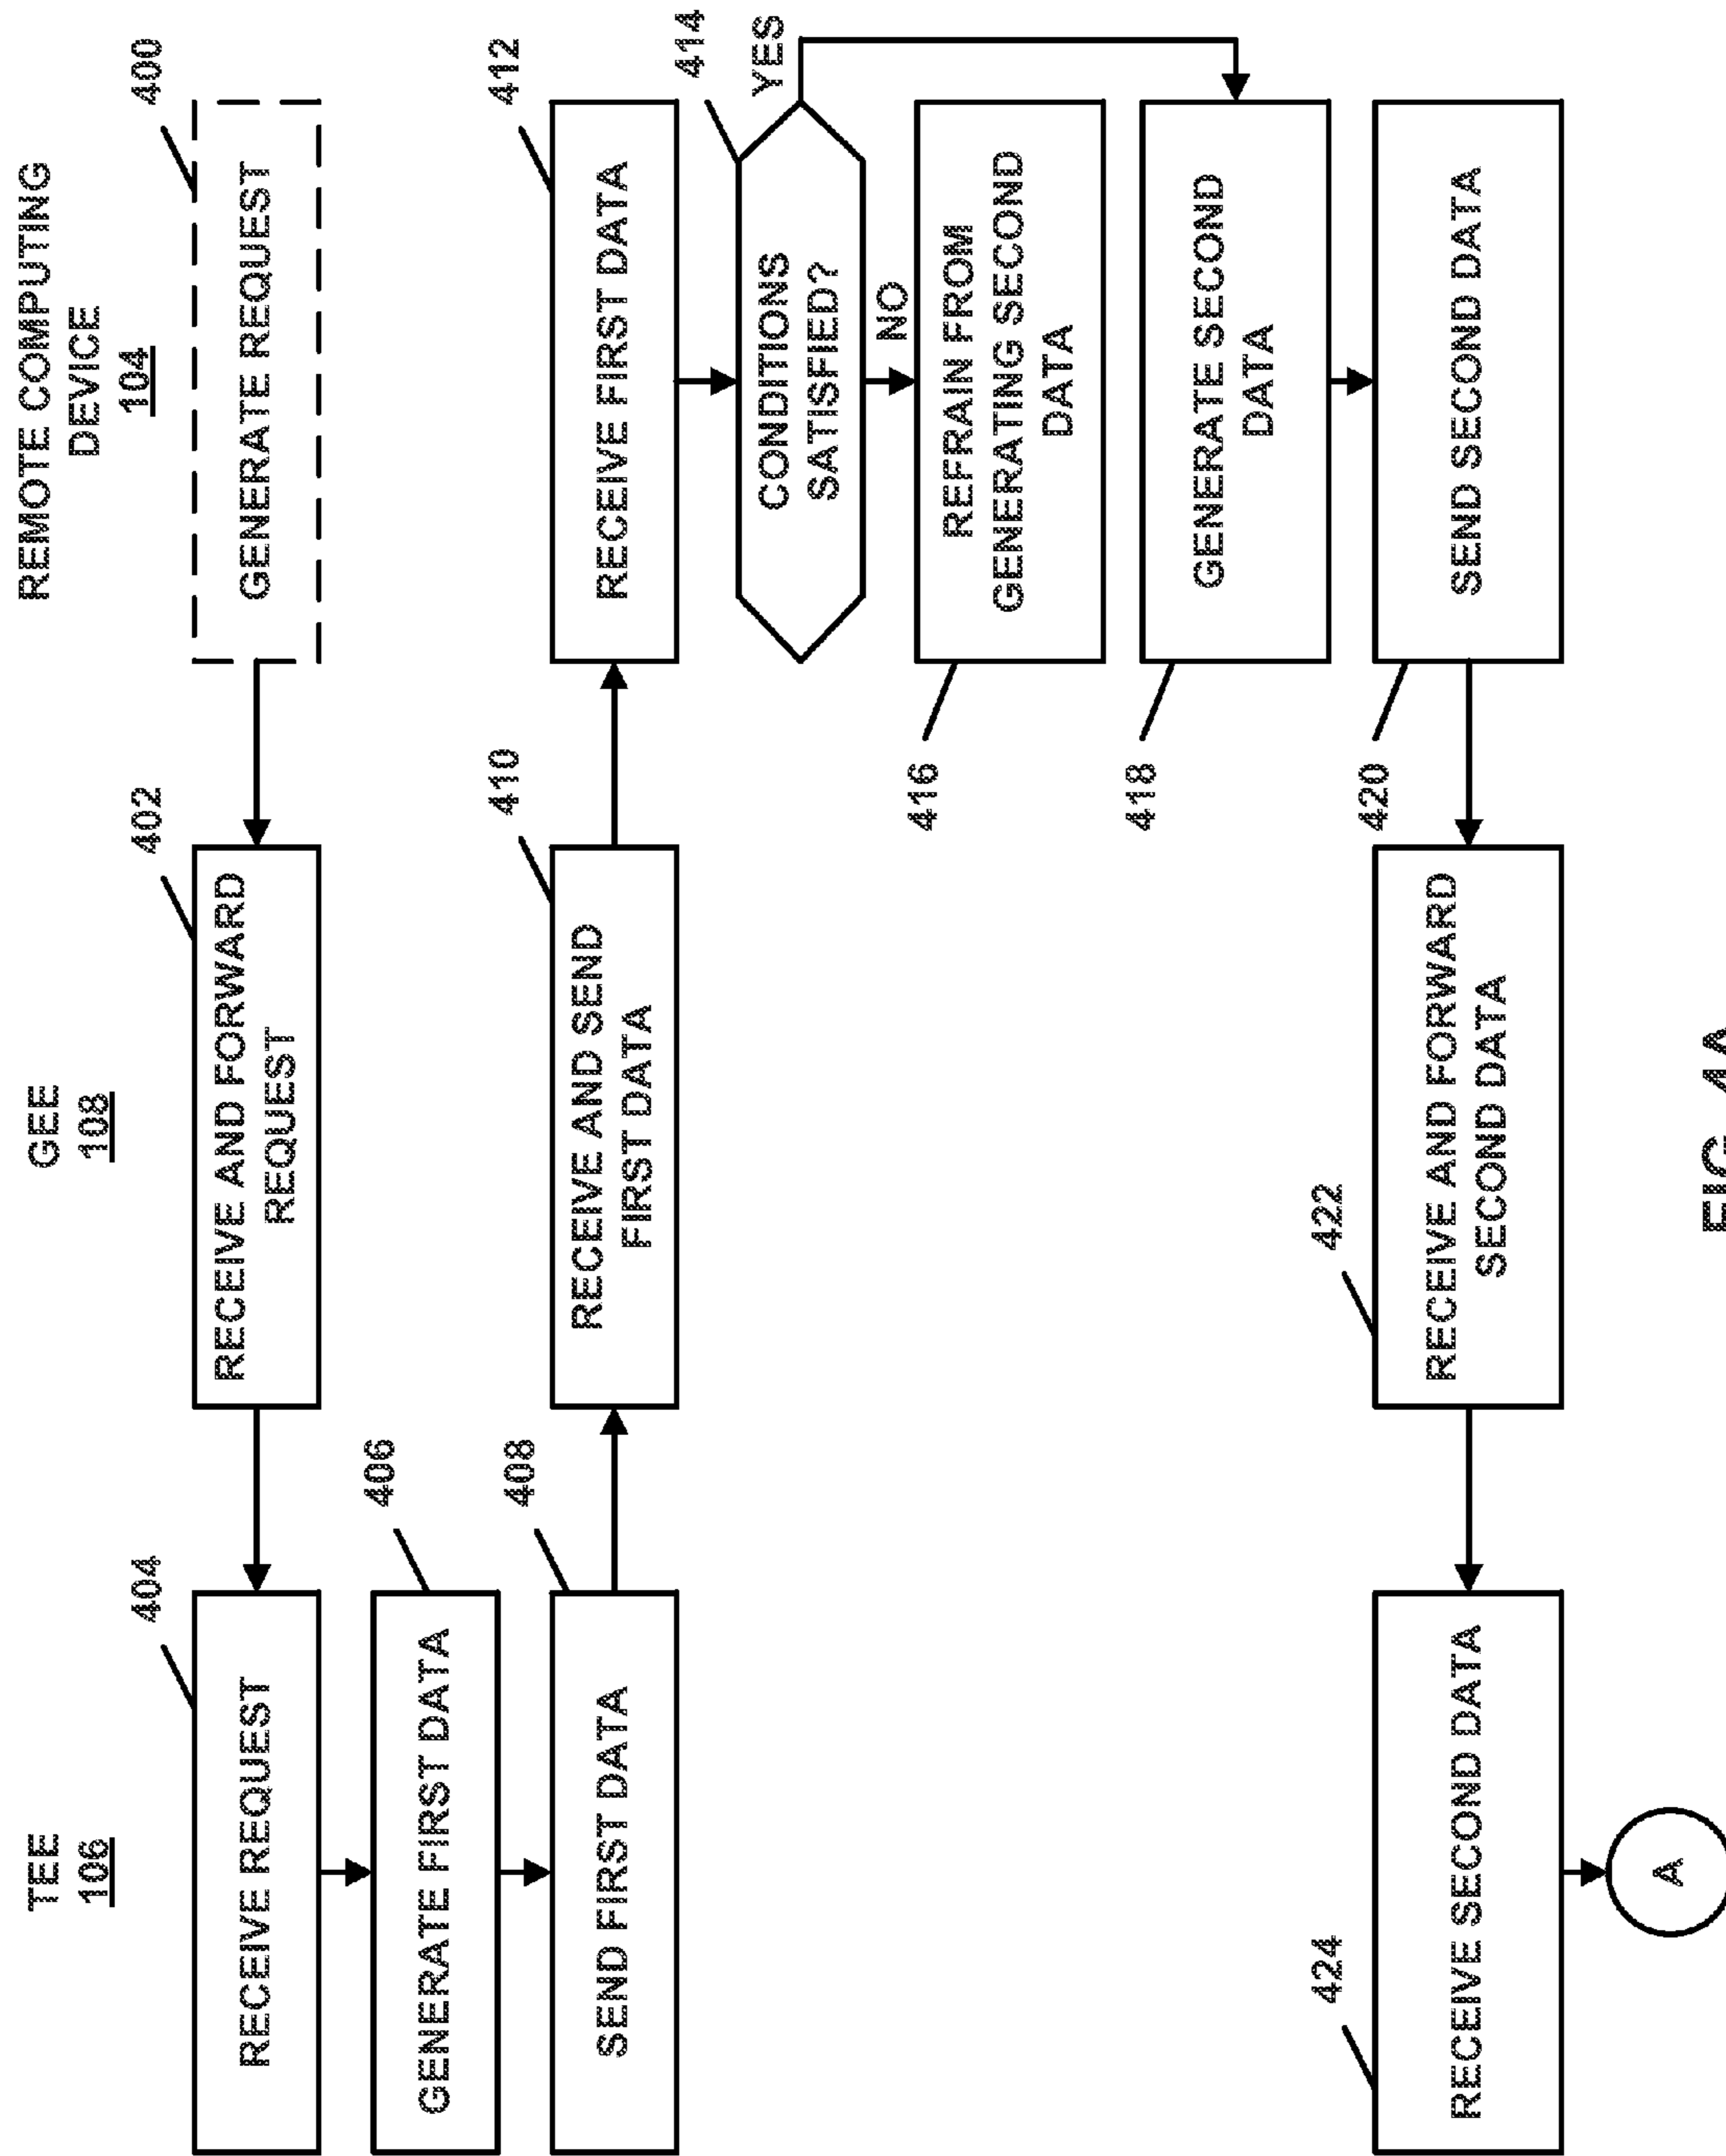 TEE
106
GEE
108
REMOTE COMPUTING
DEVICE
104
404
RECEIVE REQUEST
402
RECEIVE AND FORWARD
REQUEST
400
GENERATE REQUEST
406
GENERATE FIRST DATA
408
SEND FIRST DATA
410
RECEIVE AND SEND
FIRST DATA
412
RECEIVE FIRST DATA
414
CONDITIONS
SATISFIED?
YES
NO
416
REFRAIN FROM
GENERATING SECOND
DATA
418
GENERATE SECOND
DATA
420
SEND SECOND DATA
422
RECEIVE AND FORWARD
SECOND DATA
424
RECEIVE SECOND DATA
A
FIG. 4A